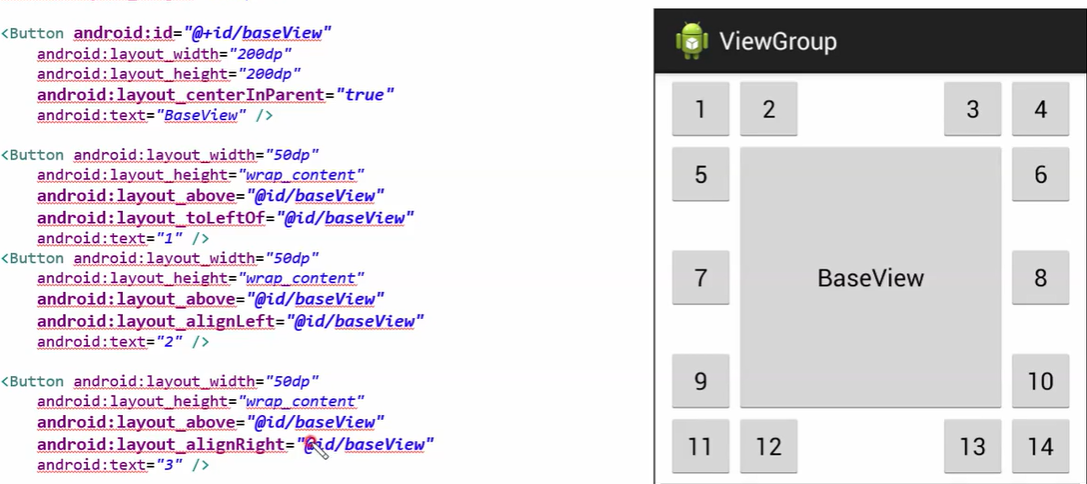 <Button android:id="@+id/baseView"
android:layout_width="200dp"
android:layout_height="200dp"
android:layout_centerInParent="true"
android:text="BaseView" />
<Button android:layout_width="50dp"
android:layout_height="wrap_content"
android:layout_above="@id/baseView"
android:layout_toLeftOf="@id/baseView"
android:text="1" />
<Button android:layout_width="50dp"
android:layout_height="wrap_content"
android:layout_above="@id/baseView"
android:layout_alignLeft="@id/baseView"
android:text="2" />
<Button android:layout_width="50dp"
android:layout_height="wrap_content"
android:layout_above="@id/baseView"
android:layout_alignRight="@id/baseView"
android:text="3" />
ViewGroup
1 2 3 4
5 6
7 BaseView 8
9 10
11 12 13 14